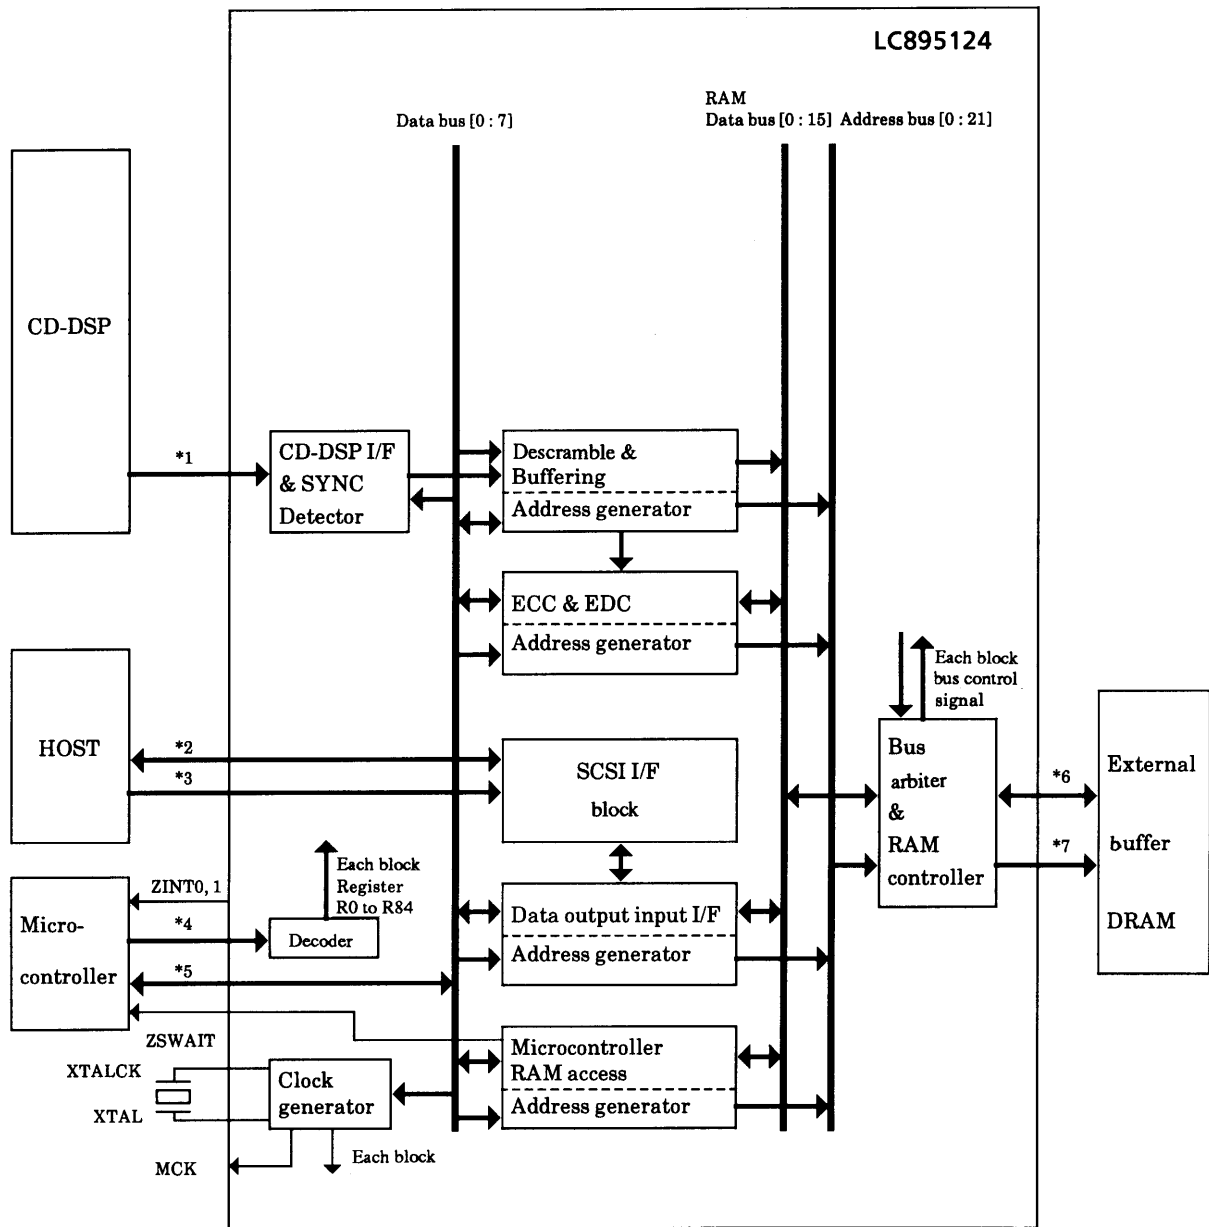 LC895124
RAM
Data bus [0 : 7]
Data bus [0 : 15] Address bus [0 : 21]
CD-DSP
*1
CD-DSP I/F
& SYNC
Detector
Descramble &
Buffering
Address generator
ECC & EDC
Address generator
Each block
bus control
signal
HOST
*2
*3
SCSI I/F
block
Bus
arbiter
&
RAM
controller
*6
*7
External
buffer
DRAM
Each block
Register
R0 to R84
ZINT0, 1
Micro-
controller
*4
Decoder
*5
Data output input I/F
Address generator
ZSWAIT
Microcontroller
RAM access
Address generator
XTALCK
XTAL
Clock
generator
MCK
Each block